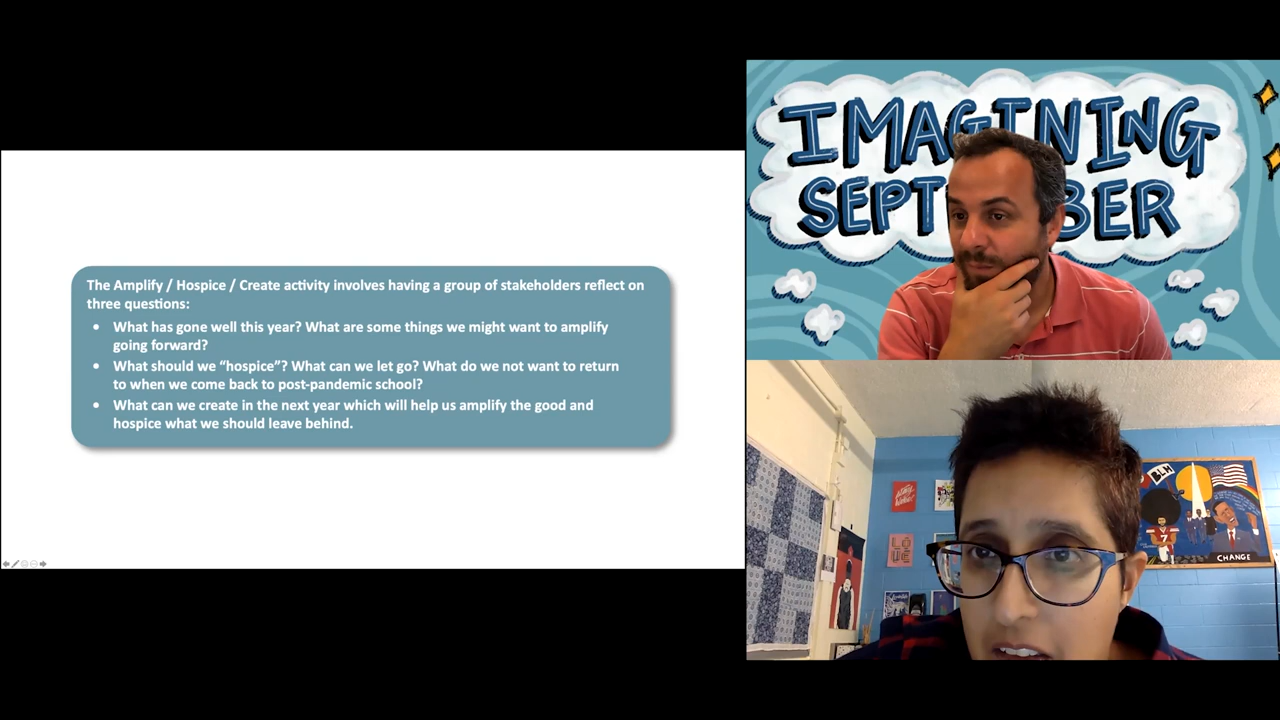 The Amplify / Hospice / Create activity involves having a group of stakeholders reflect on
three questions:
• What has gone well this year? What are some things we might want to amplify
going forward?
• What should we “hospice”? What can we let go? What do we not want to return
to when we come back to post-pandemic school?
• What can we create in the next year which will help us amplify the good and
hospice what we should leave behind.
IMAGINING
SEPT BER
BLM
7
CHANGE